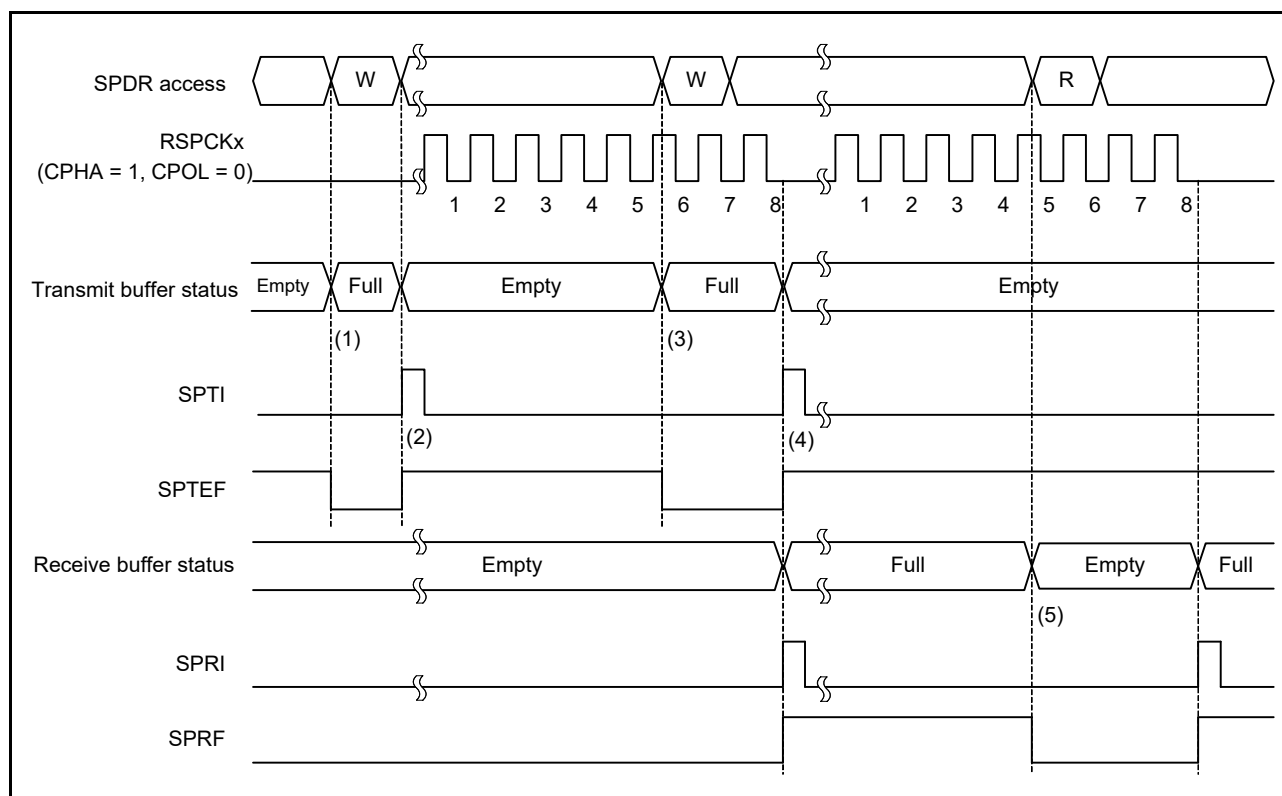 SPDR access
W
W
R
RSPCKx
(CPHA = 1, CPOL = 0)
1 2 3 4 5 6 7 8 1 2 3 4 5 6 7 8
Transmit buffer status
Empty Full Empty Full Empty
(1) (3)
SPTI
(2) (4)
SPTEF
Receive buffer status
Empty Full Empty Full
(5)
SPRI
SPRF